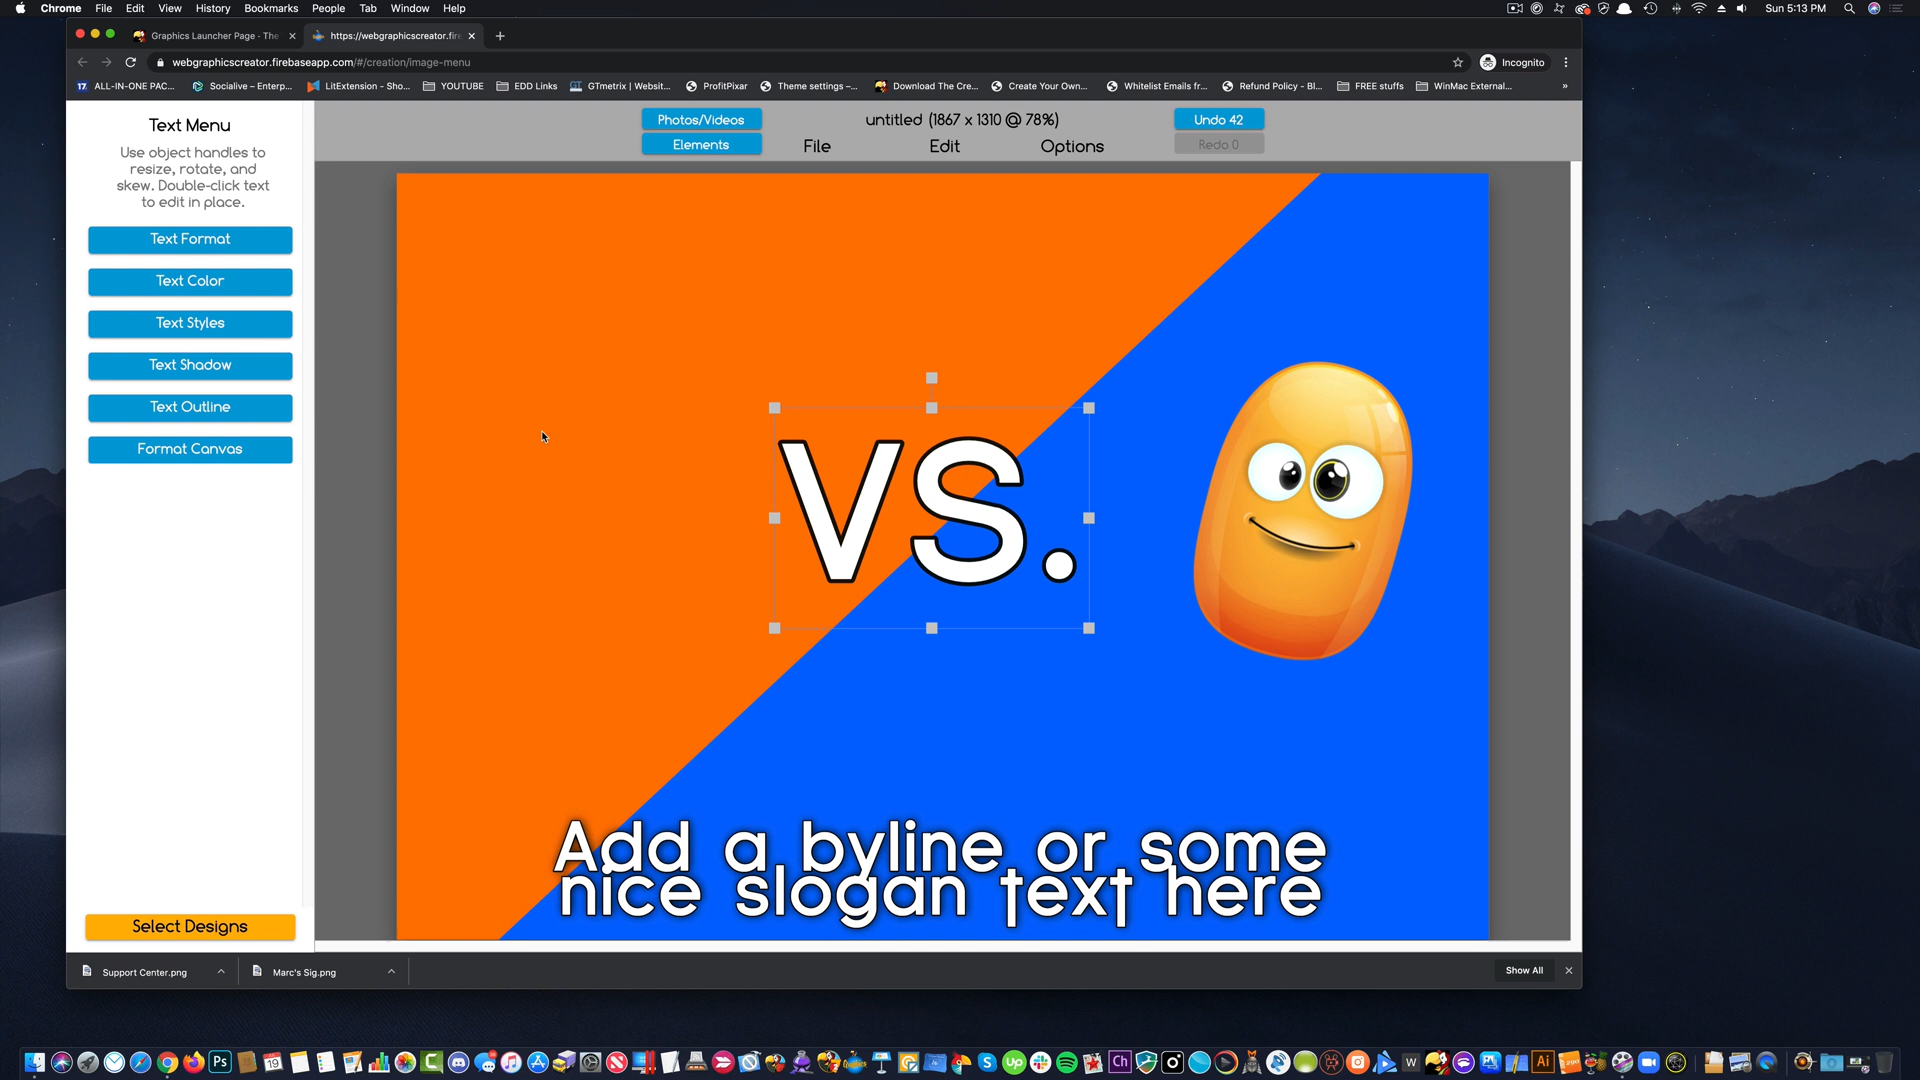 Chrome File Edit View History Bookmarks People Tab Window Help
Sun 5:13 PM
Graphics Launcher Page - The
https://webgraphicscreator.fire
webgraphicscreator.firebaseapp.com/#/creation/image-menu
Incognito
ALL-IN-ONE PAC...
Socialive – Enterp...
LitExtension - Sho...
YOUTUBE
EDD Links
GTmetrix | Websit...
ProfitPixar
Theme settings –...
Download The Cre...
Create Your Own...
Whitelist Emails fr...
Refund Policy - Bl...
FREE stuffs
WinMac External...
»
Text Menu
Use object handles to
resize, rotate, and
skew. Double-click text
to edit in place.
Text Format
Text Color
Text Styles
Text Shadow
Text Outline
Format Canvas
Select Designs
Photos/Videos
Elements
untitled (1867 x 1310 @ 78%)
File Edit Options
Undo 42
Redo 0
VS.
Add a byline or some
nice slogan text here
Support Center.png
Marc's Sig.png
Show All